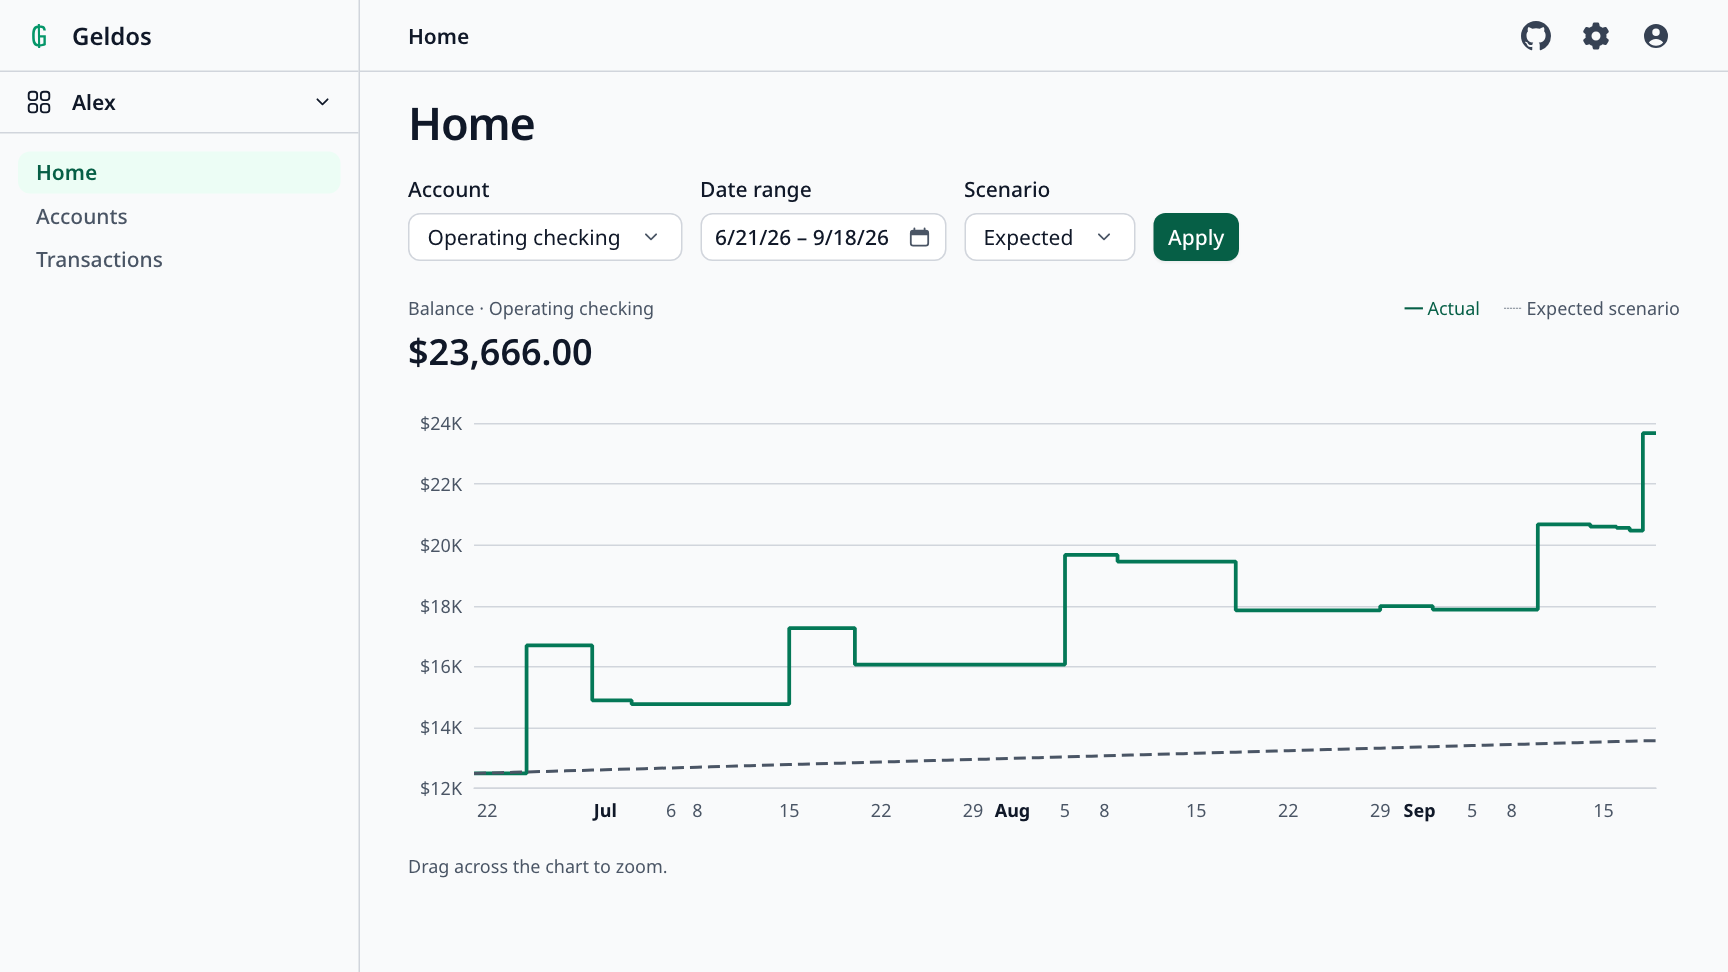 Geldos
Home
Alex
Home
Accounts
Transactions
Home
Account
Date range
Scenario
Operating checking
6/21/26 – 9/18/26
Expected
Apply
Balance · Operating checking
Actual
Expected scenario
$23,666.00
$24K
$22K
$20K
$18K
$16K
$14K
$12K
22 Jul 6 8 15 22 29 Aug 5 8 15 22 29 Sep 5 8 15
Drag across the chart to zoom.